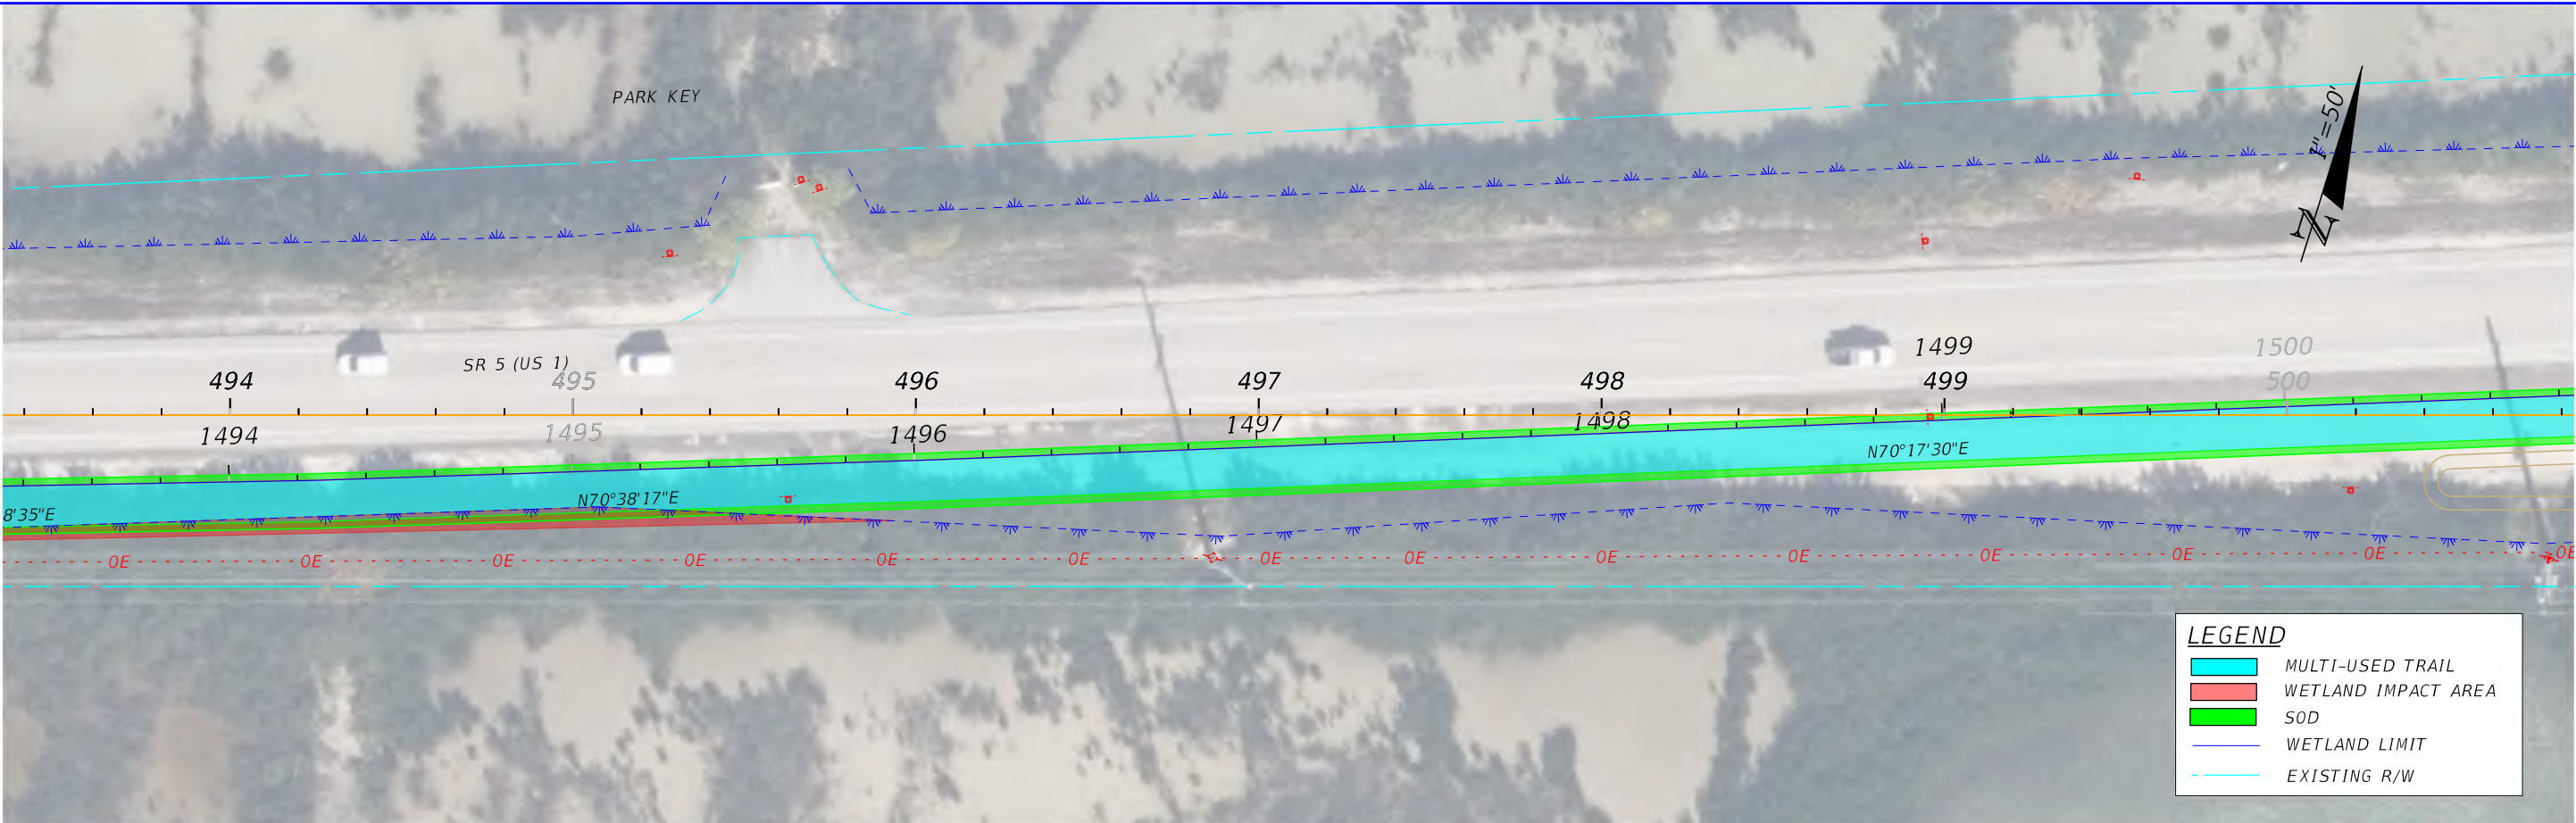 PARK KEY
1"=50'
N
SR 5 (US 1)
1499
1500
494
495
496
497
498
499
500
1494
1495
1496
1497
1498
N70°17'30"E
N70°38'17"E
8'35"E
OE OE OE OE OE OE OE OE OE OE OE OE OE OE
LEGEND
MULTI-USED TRAIL
WETLAND IMPACT AREA
SOD
WETLAND LIMIT
EXISTING R/W